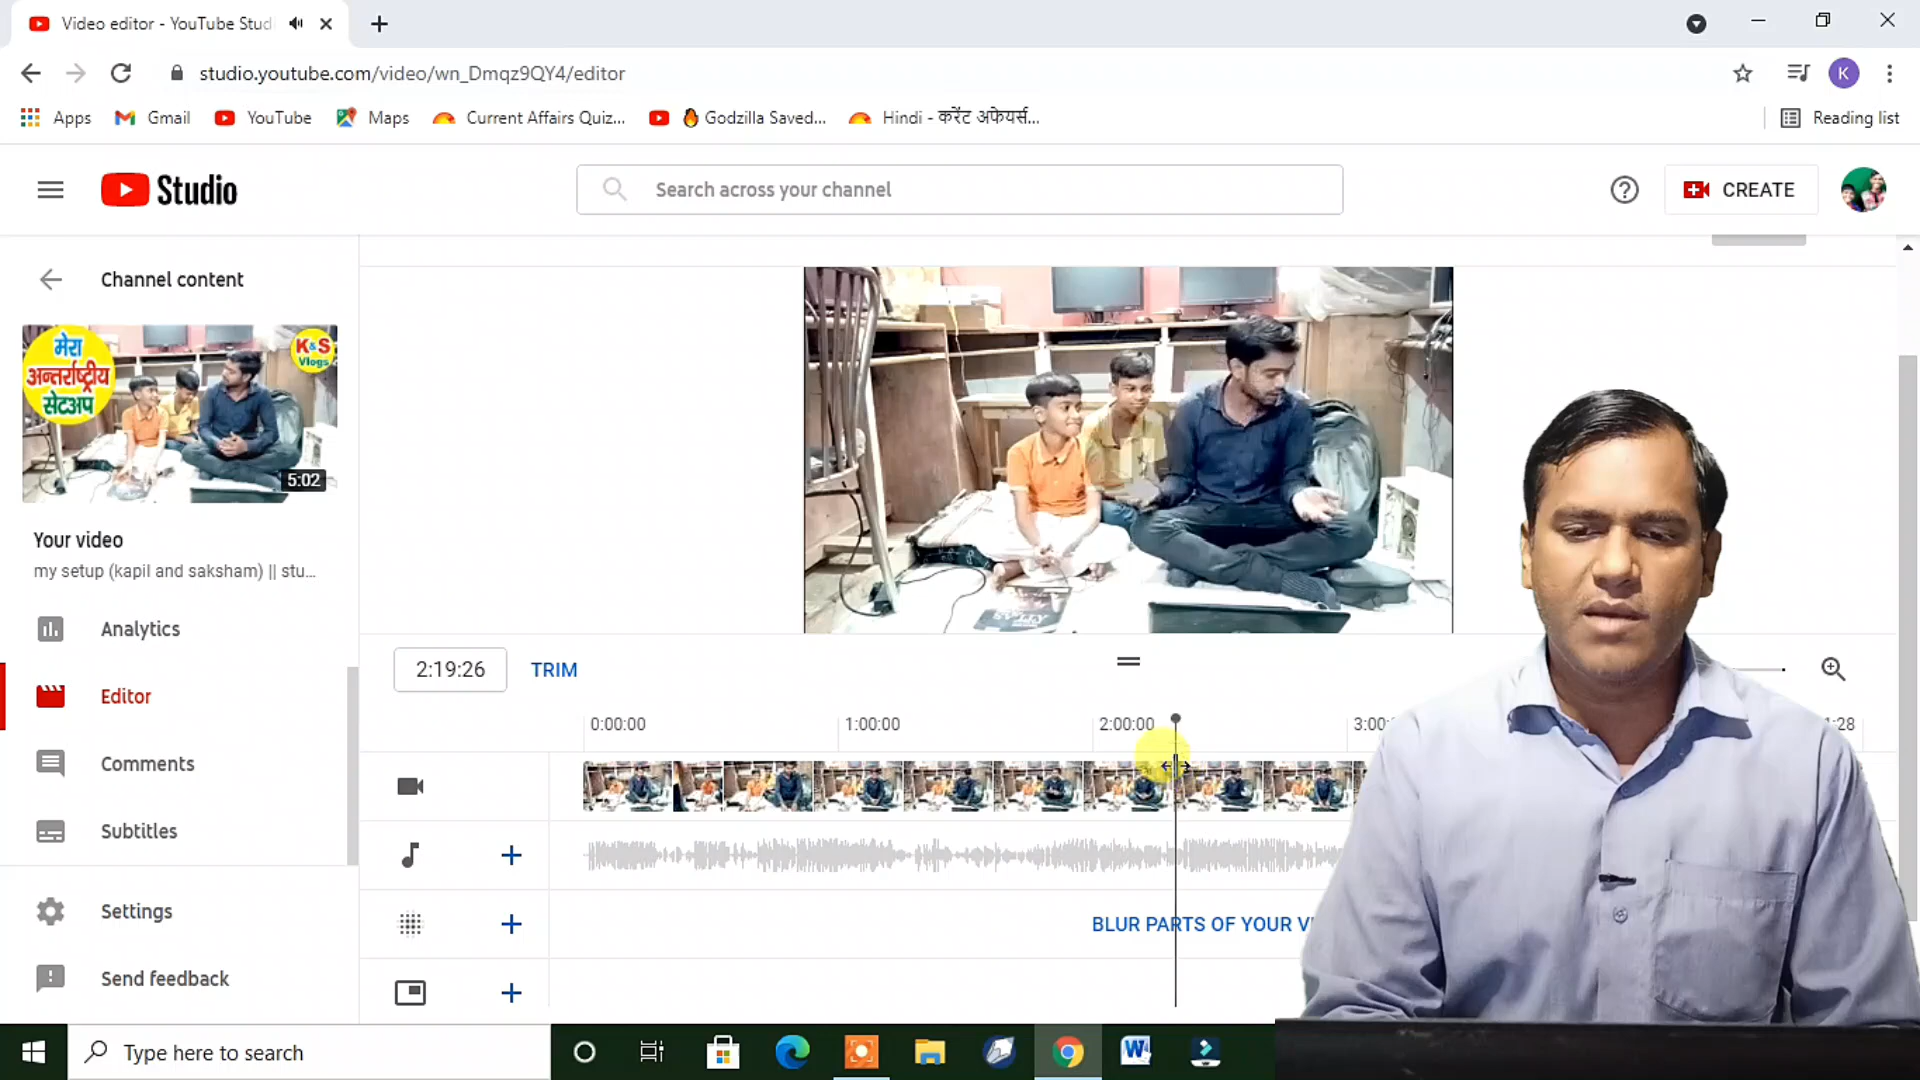 Video editor - YouTube Stud
studio.youtube.com/video/wn_Dmqz9QY4/editor
K
Apps
Gmail
YouTube
Maps
Current Affairs Quiz...
Godzilla Saved...
Hindi - करेंट अफेयर्स...
Reading list
Studio
Search across your channel
CREATE
Channel content
मेरा
अन्तर्राष्ट्रीय
सेटअप
K&S
Vlogs
5:02
Your video
my setup (kapil and saksham) || stu...
Analytics
Editor
Comments
Subtitles
Settings
Send feedback
2:19:26
TRIM
0:00:00
1:00:00
2:00:00
3:00:
1:28
BLUR PARTS OF YOUR V
Type here to search